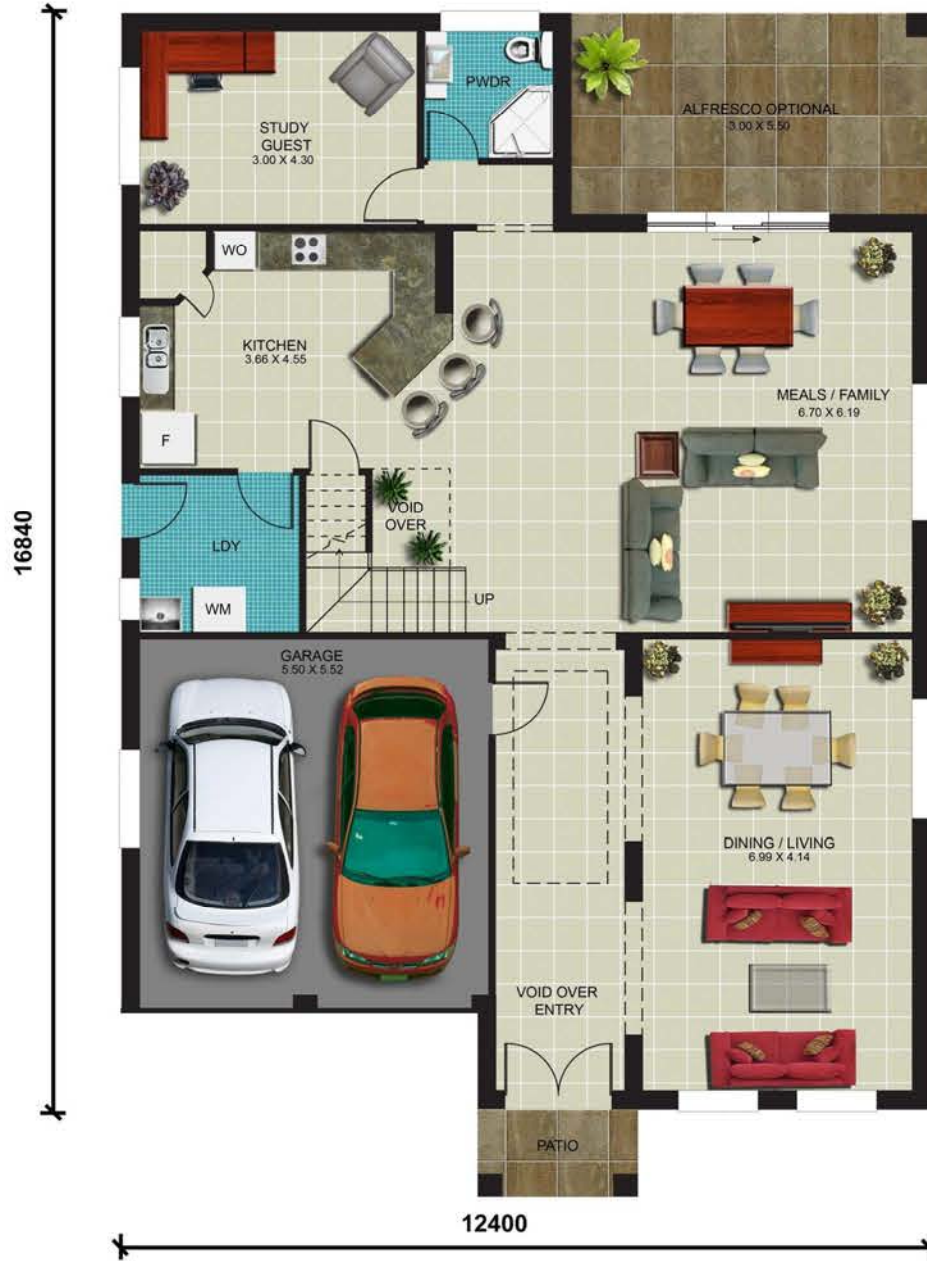 PWDR
ALFRESCO OPTIONAL
3.00 X 5.50
STUDY
GUEST
3.00 X 4.30
WO
KITCHEN
3.66 X 4.55
MEALS / FAMILY
6.70 X 6.19
F
VOID
OVER
LDY
WM
UP
16840
GARAGE
5.50 X 5.52
DINING / LIVING
6.99 X 4.14
VOID OVER
ENTRY
PATIO
12400